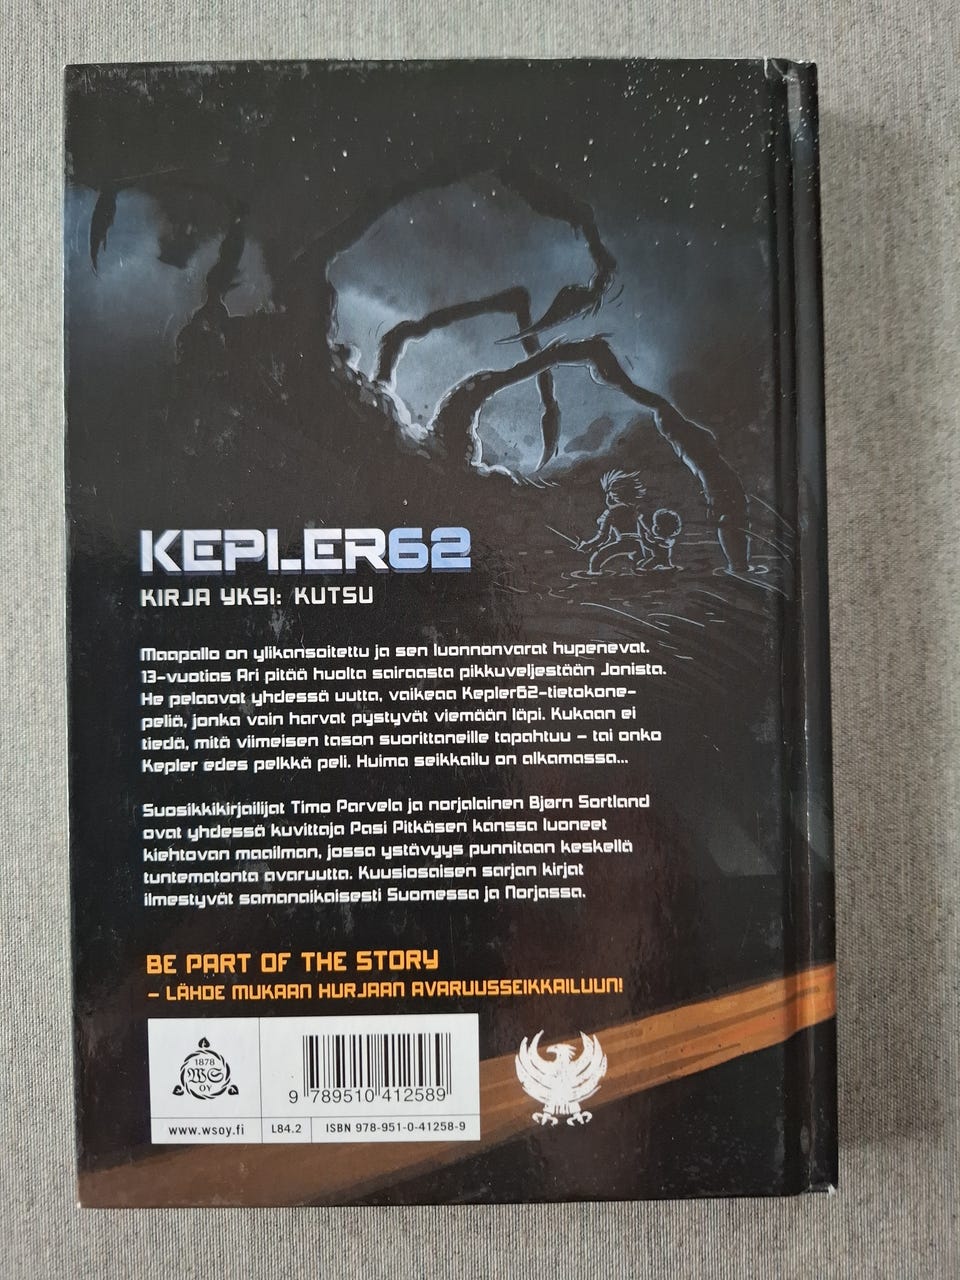 KEPLER62
KIRJA YKSI: KUTSU
Maapallo on ylikansoitettu ja sen luonnonvarat hupenevat.
13-vuotias Ari pitää huolta sairaasta pikkuveljestään Jonista.
He pelaavat yhdessä uutta, vaikeaa Kepler62-tietokone-
peliä, jonka vain harvat pystyvät viemään läpi. Kukaan ei
tiedä, mitä viimeisen tason suorittaneille tapahtuu – tai onko
Kepler edes pelkkä peli. Huima seikkailu on alkamassa...
Suosikkikirjailijat Timo Parvela ja norjalainen Bjørn Sortland
ovat yhdessä kuvittaja Pasi Pitkäsen kanssa luoneet
kiehtovan maailman, jossa ystävyys punnitaan keskellä
tuntematonta avaruutta. Kuusiosaisen sarjan kirjat
ilmestyvät samanaikaisesti Suomessa ja Norjassa.
BE PART OF THE STORY
– LÄHDE MUKAAN HURJAAN AVARUUSSEIKKAILUUN!
1878
WS
OY
9 789510 412589
www.wsoy.fi
L84.2
ISBN 978-951-0-41258-9